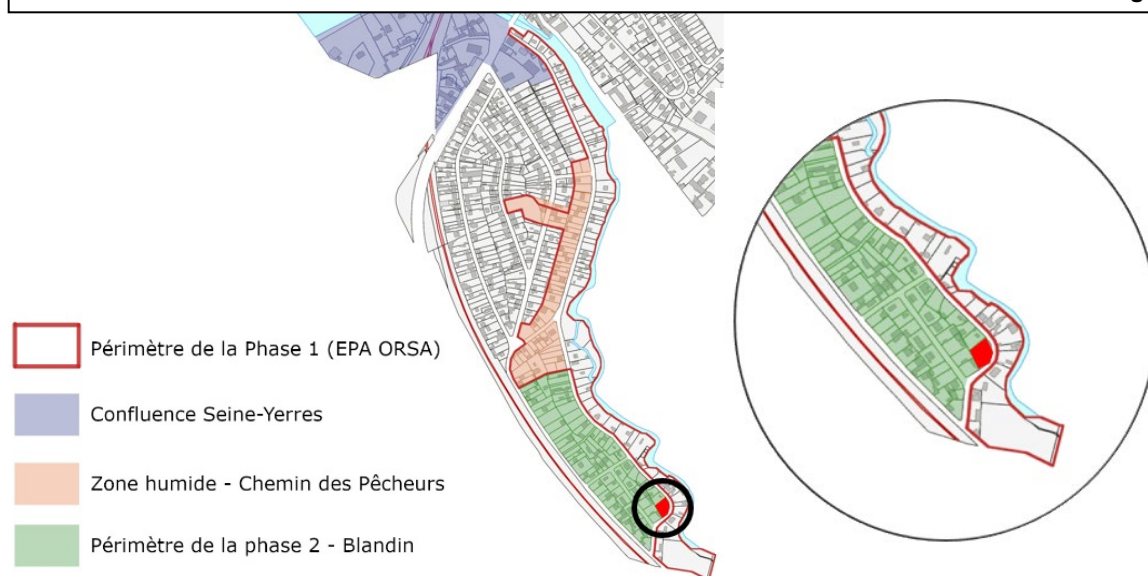 g
Périmètre de la Phase 1 (EPA ORSA)
Confluence Seine-Yerres
Zone humide - Chemin des Pêcheurs
Périmètre de la phase 2 - Blandin